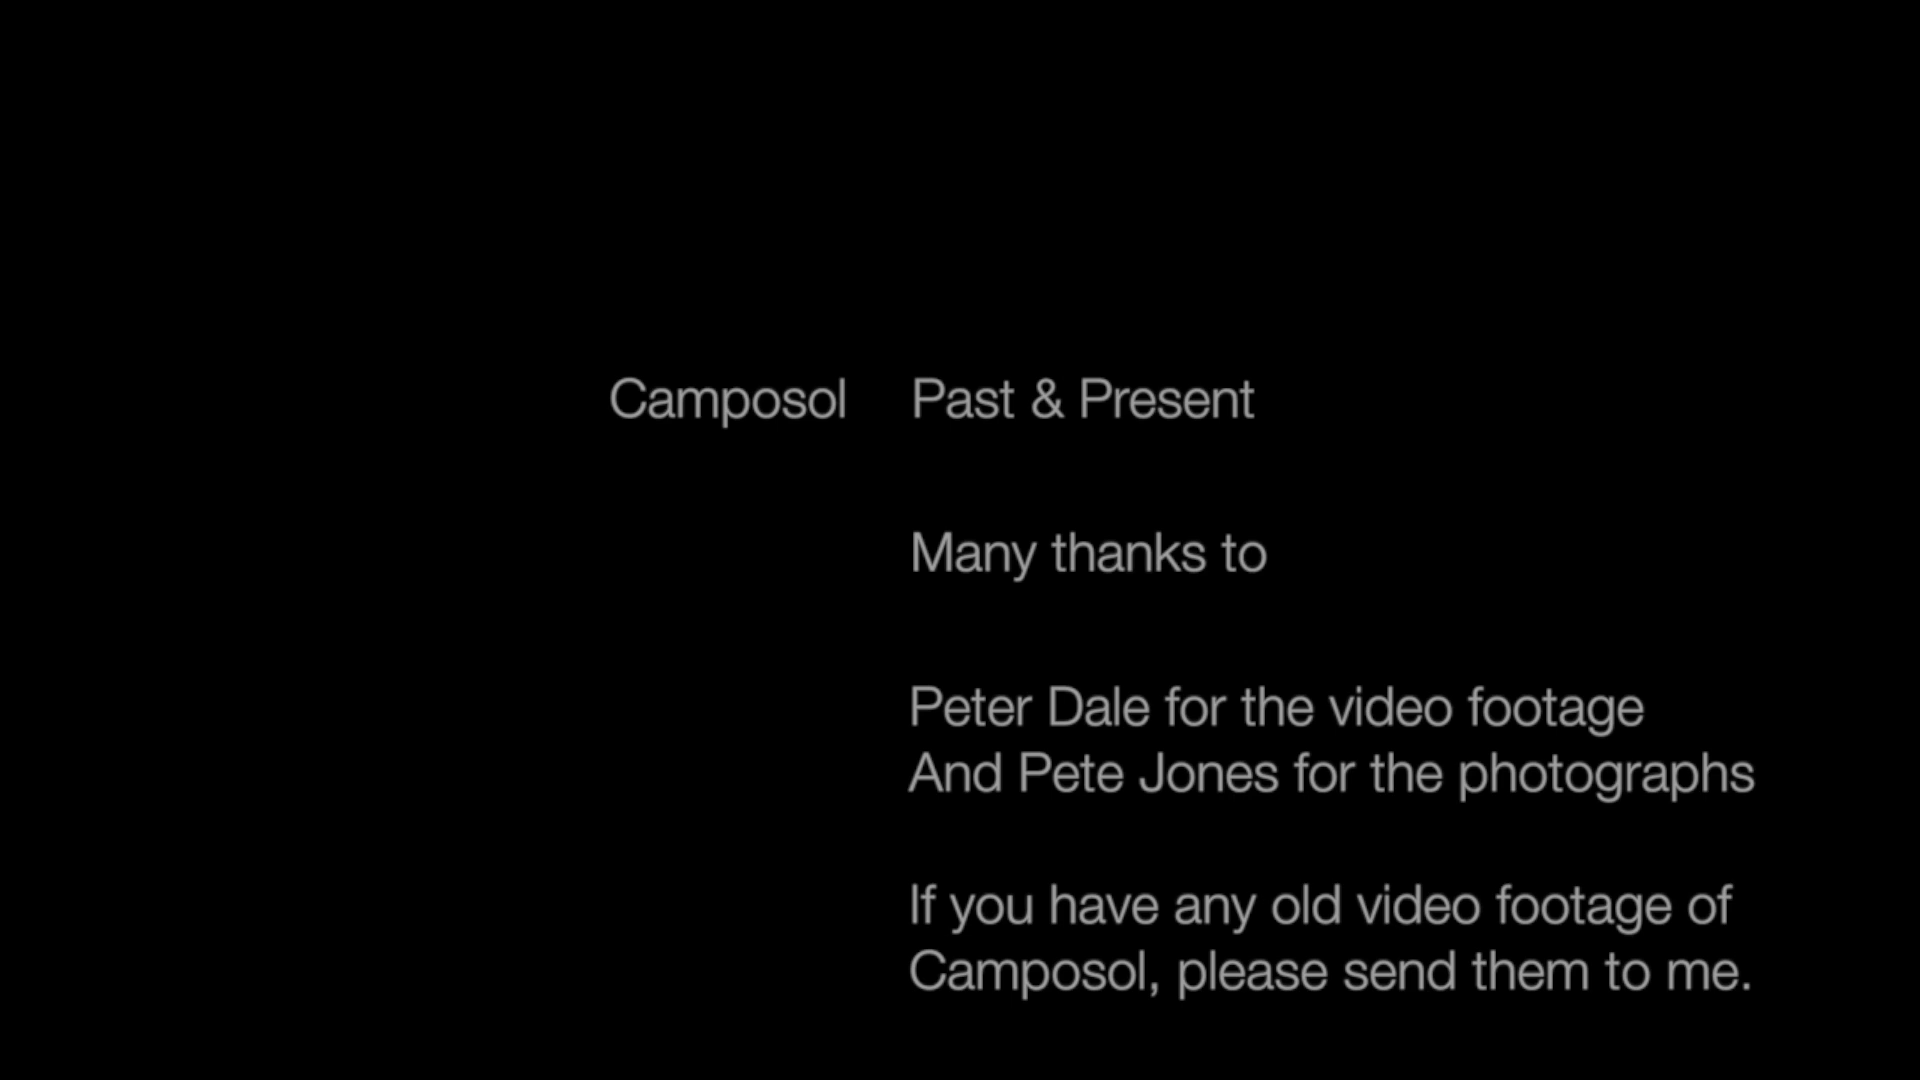 Camposol Past & Present
Many thanks to
Peter Dale for the video footage
And Pete Jones for the photographs
If you have any old video footage of
Camposol, please send them to me.